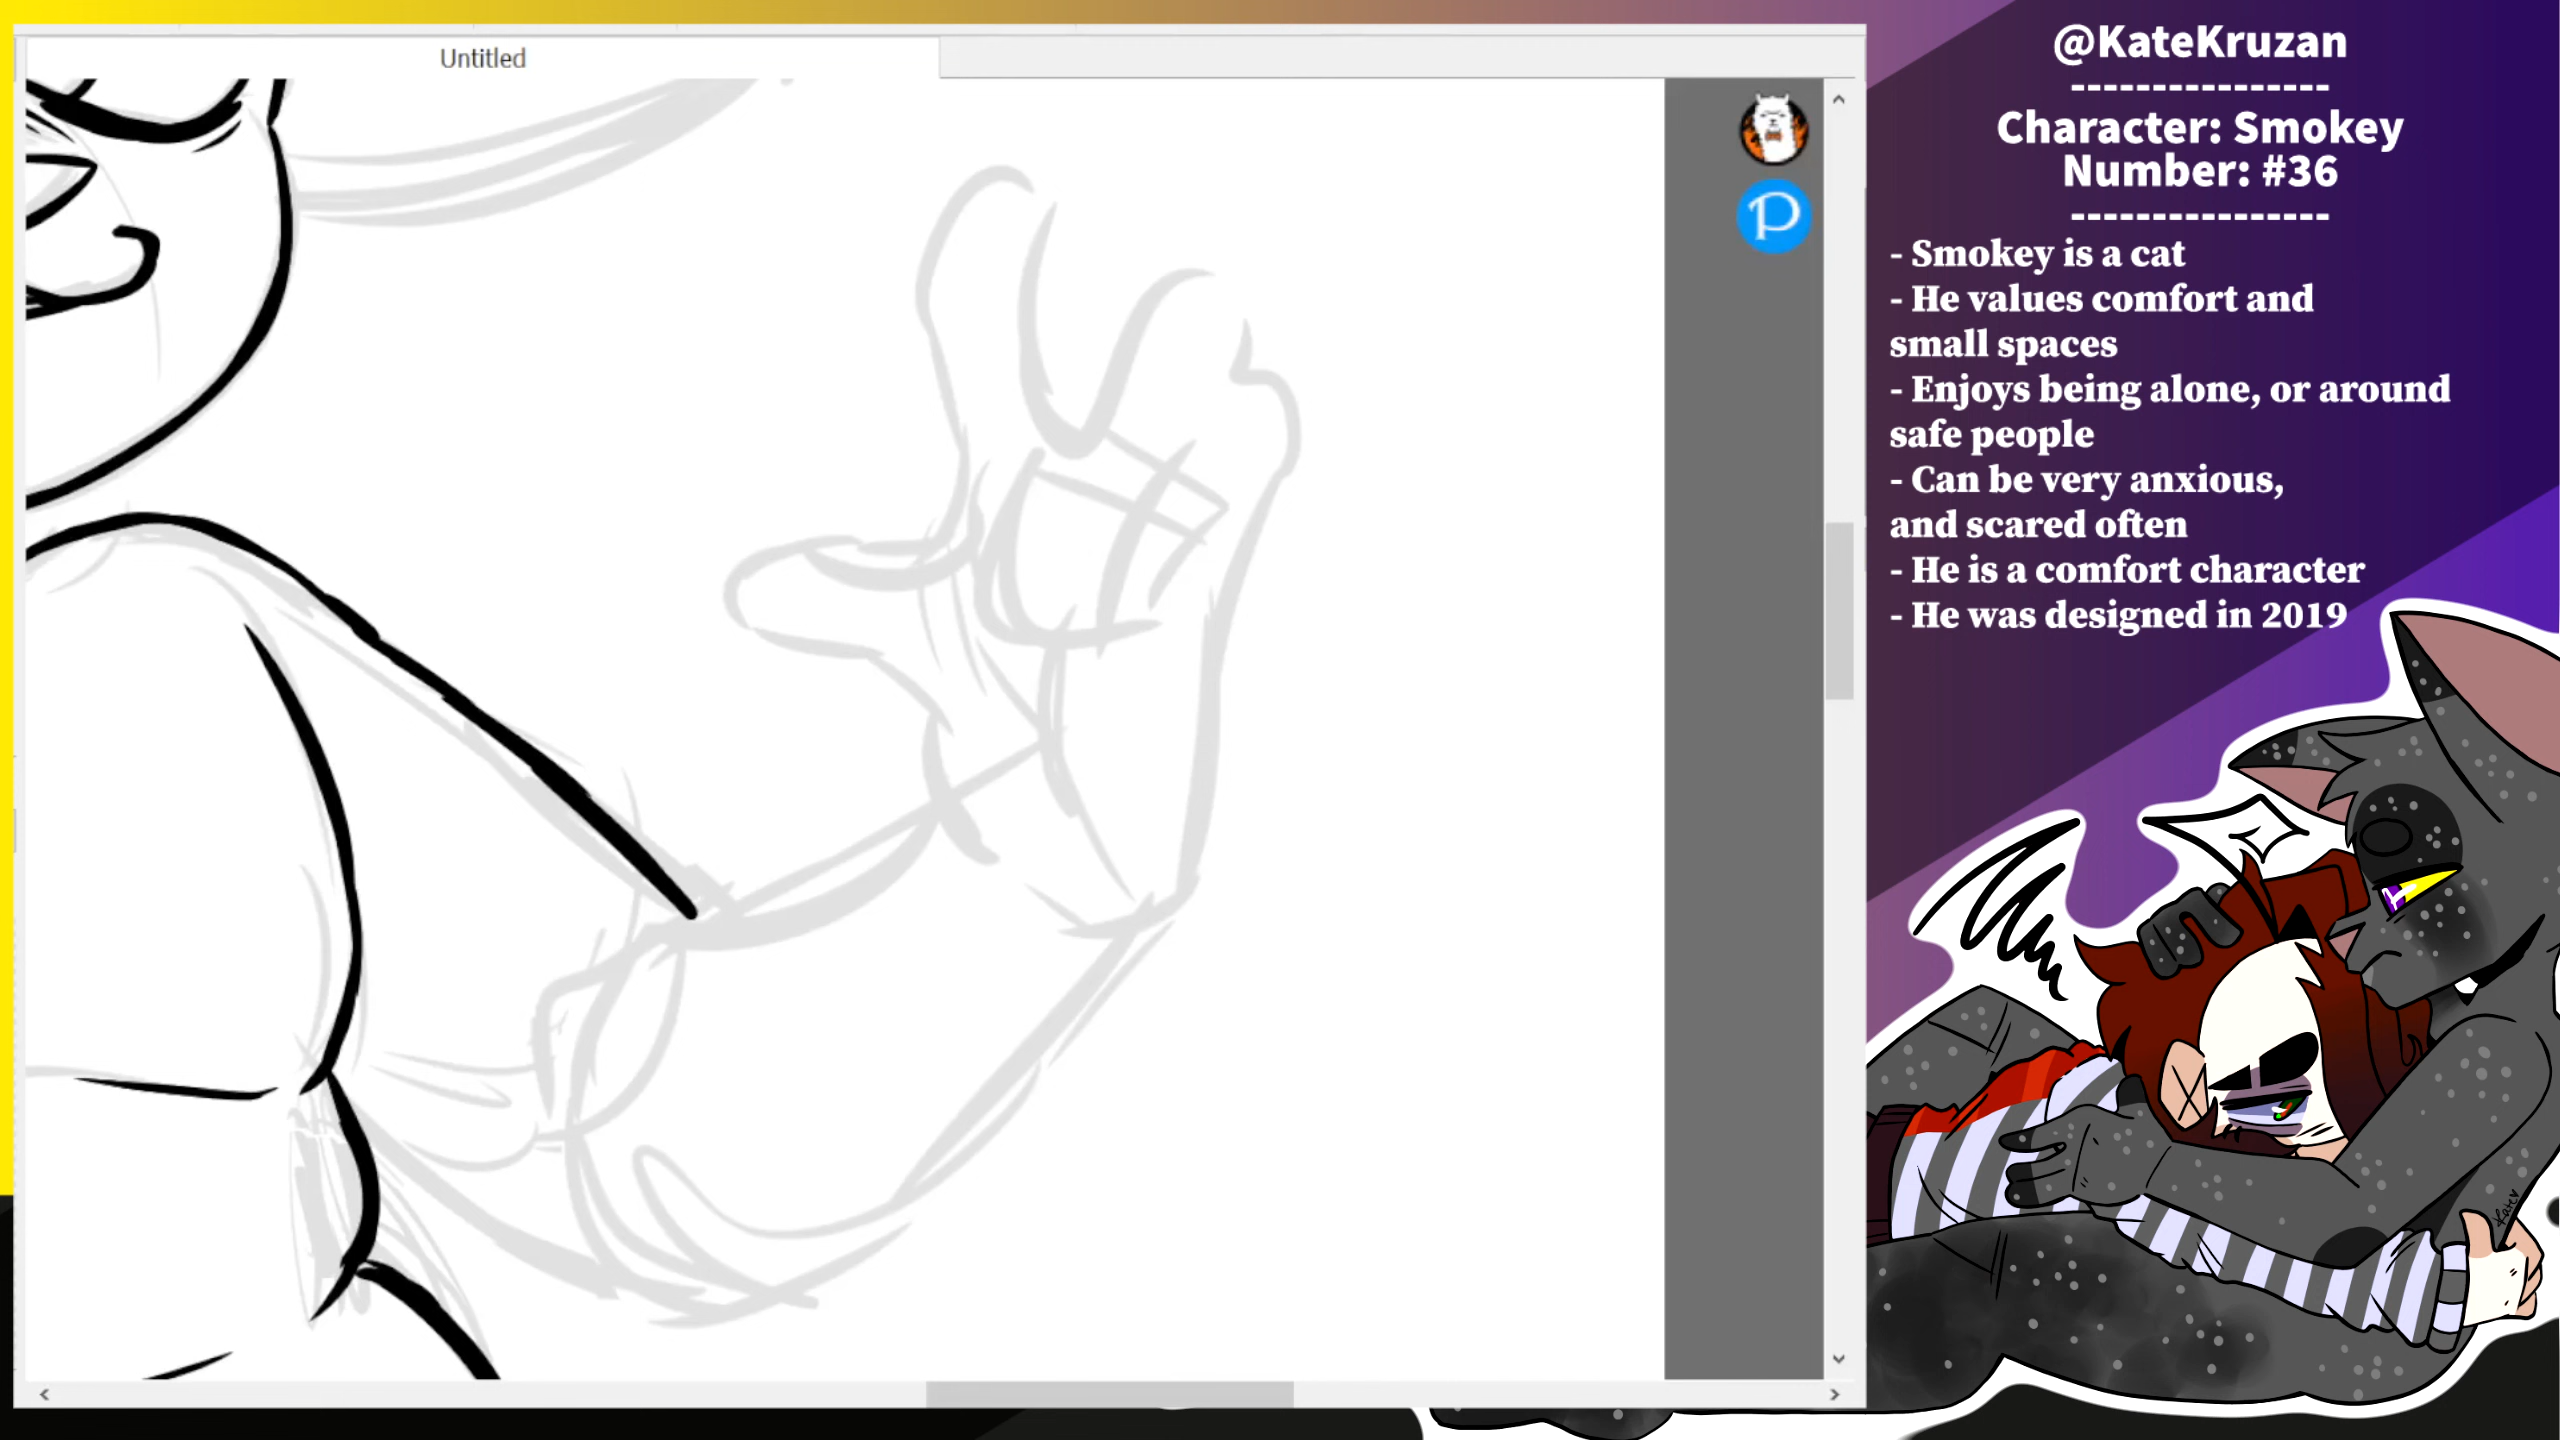 Untitled
@KateKruzan
----------------
Character: Smokey
Number: #36
----------------
- Smokey is a cat
- He values comfort and
small spaces
- Enjoys being alone, or around
safe people
- Can be very anxious,
and scared often
- He is a comfort character
- He was designed in 2019
P